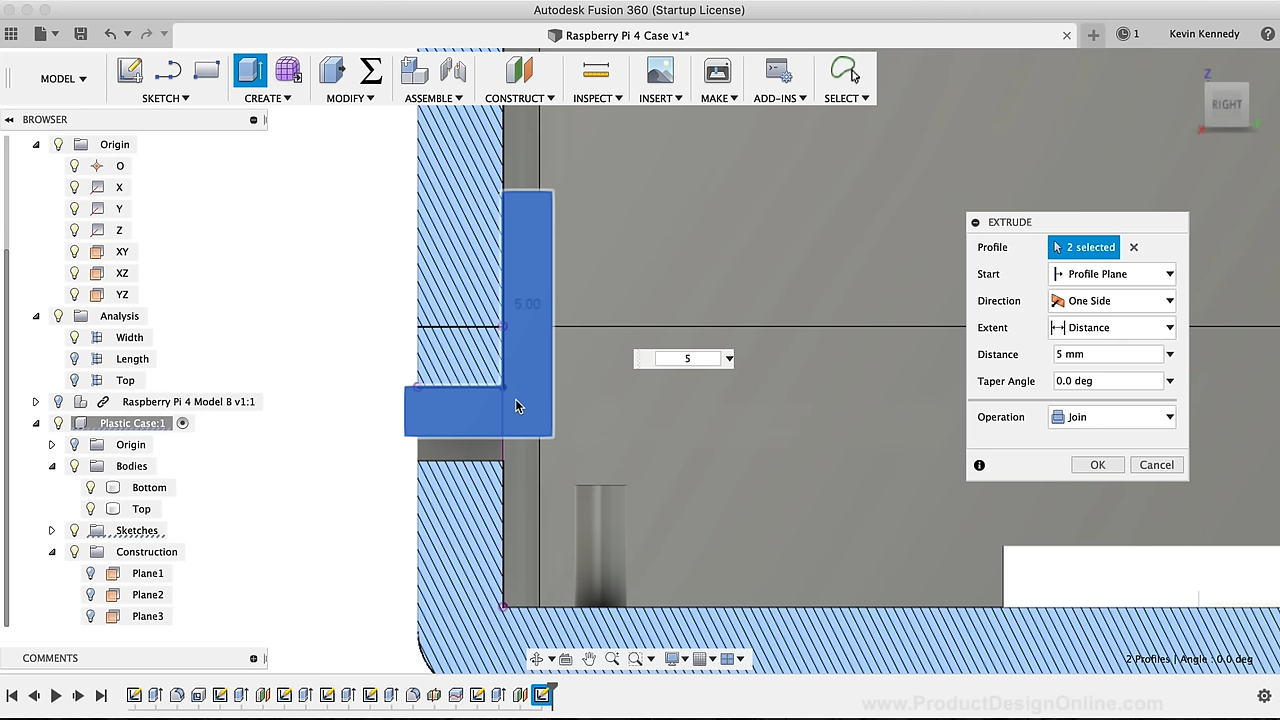 Autodesk Fusion 360 (Startup License)
Raspberry Pi 4 Case v1*
1
Kevin Kennedy
MODEL
SKETCH
CREATE
MODIFY
ASSEMBLE
CONSTRUCT
INSPECT
INSERT
MAKE
ADD-INS
SELECT
BROWSER
Z
RIGHT
X
Origin
O
X
Y
Z
XY
XZ
YZ
Analysis
Width
Length
Top
Raspberry Pi 4 Model B v1:1
Plastic Case:1
Origin
Bodies
Bottom
Top
Sketches
Construction
Plane1
Plane2
Plane3
5.00
5
EXTRUDE
Profile 2 selected
Start Profile Plane
Direction One Side
Extent Distance
Distance 5 mm
Taper Angle 0.0 deg
Operation Join
OK Cancel
COMMENTS
2 Profiles | Angle : 0.0 deg
www.ProductDesignOnline.com